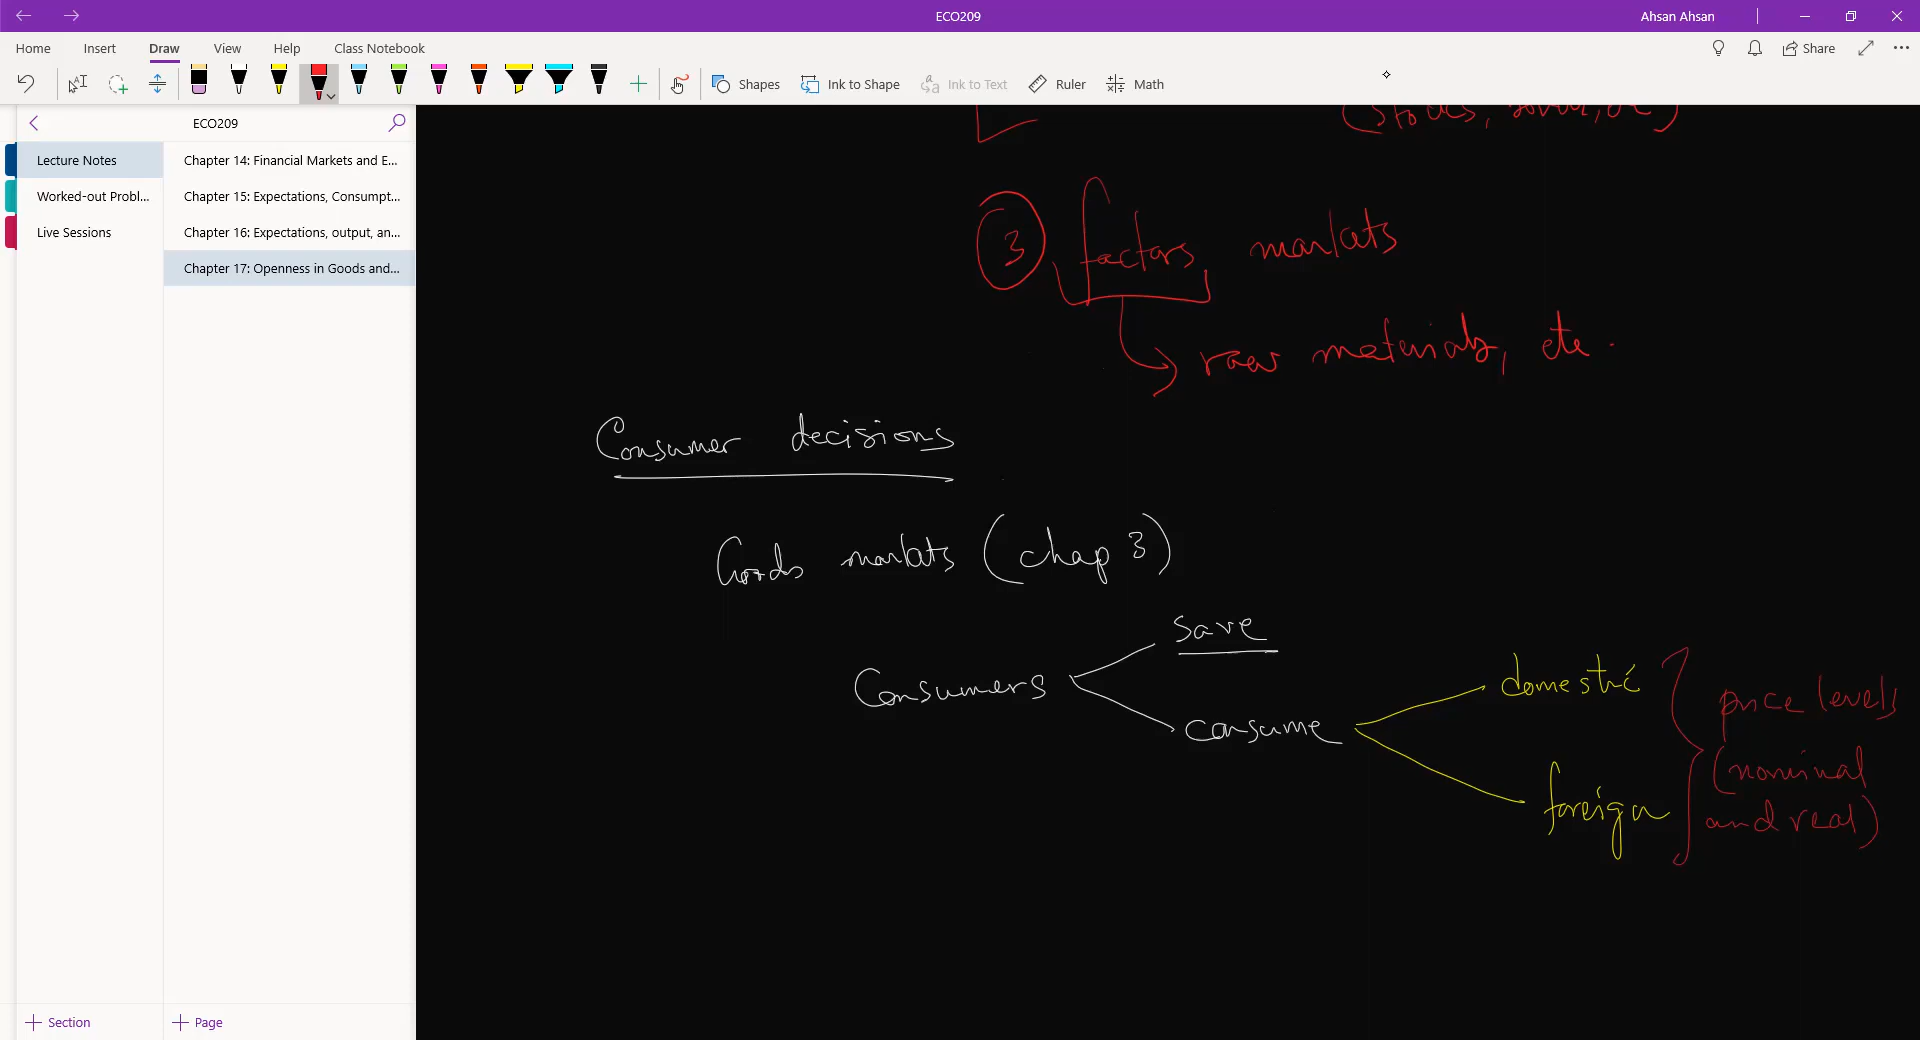 ECO209
Ahsan Ahsan
Home Insert Draw View Help Class Notebook
Share
Shapes Ink to Shape Ink to Text Ruler Math
ECO209
Lecture Notes
Worked-out Probl...
Live Sessions
Chapter 14: Financial Markets and E...
Chapter 15: Expectations, Consumpt...
Chapter 16: Expectations, output, an...
Chapter 17: Openness in Goods and...
(stocks,
3 factors markets
raw materials, etc.
Consumer decisions
Goods markets (chap 3)
Consumers
save
consume
domestic
foreign
price levels
(nominal
and real)
Section
Page